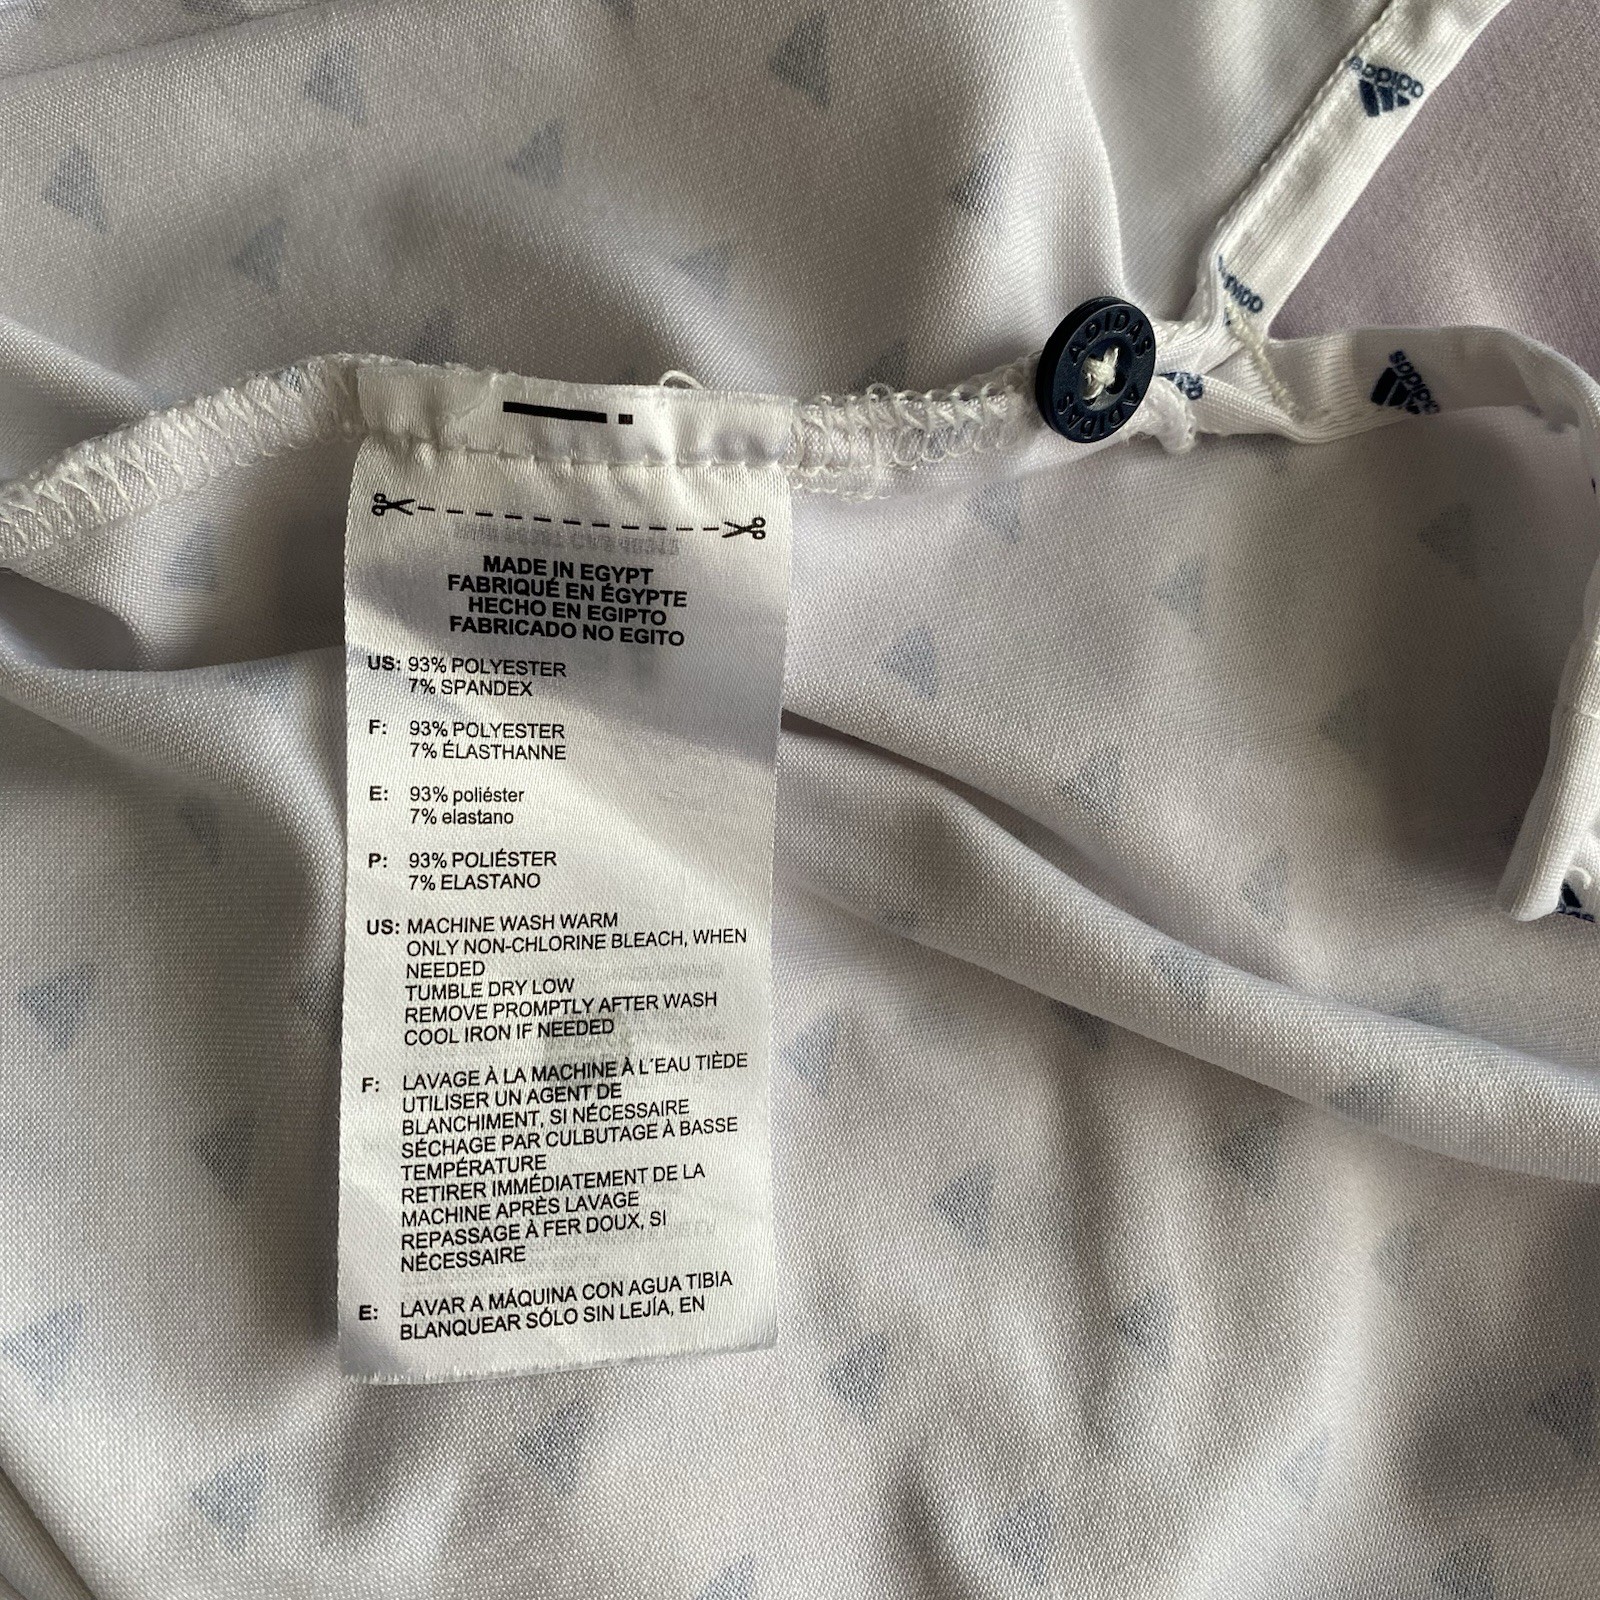 adidas
ADIDAS
ADIDAS
adidas
MADE IN EGYPT
FABRIQUÉ EN ÉGYPTE
HECHO EN EGIPTO
FABRICADO NO EGITO
US: 93% POLYESTER
7% SPANDEX
F: 93% POLYESTER
7% ÉLASTHANNE
E: 93% poliéster
7% elastano
P: 93% POLIÉSTER
7% ELASTANO
US: MACHINE WASH WARM
ONLY NON-CHLORINE BLEACH, WHEN
NEEDED
TUMBLE DRY LOW
REMOVE PROMPTLY AFTER WASH
COOL IRON IF NEEDED
F: LAVAGE À LA MACHINE À L´EAU TIÈDE
UTILISER UN AGENT DE
BLANCHIMENT, SI NÉCESSAIRE
SÉCHAGE PAR CULBUTAGE À BASSE
TEMPÉRATURE
RETIRER IMMÉDIATEMENT DE LA
MACHINE APRÈS LAVAGE
REPASSAGE À FER DOUX, SI
NÉCESSAIRE
E: LAVAR A MÁQUINA CON AGUA TIBIA
BLANQUEAR SÓLO SIN LEJÍA, EN